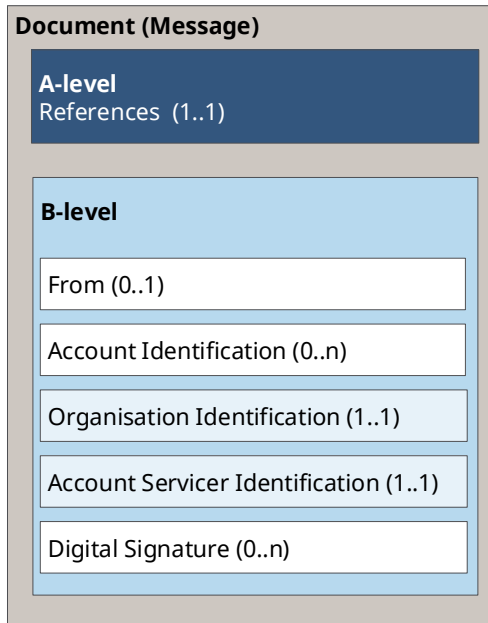 Document (Message)
A-level
References (1..1)
B-level
From (0..1)
Account Identification (0..n)
Organisation Identification (1..1)
Account Servicer Identification (1..1)
Digital Signature (0..n)